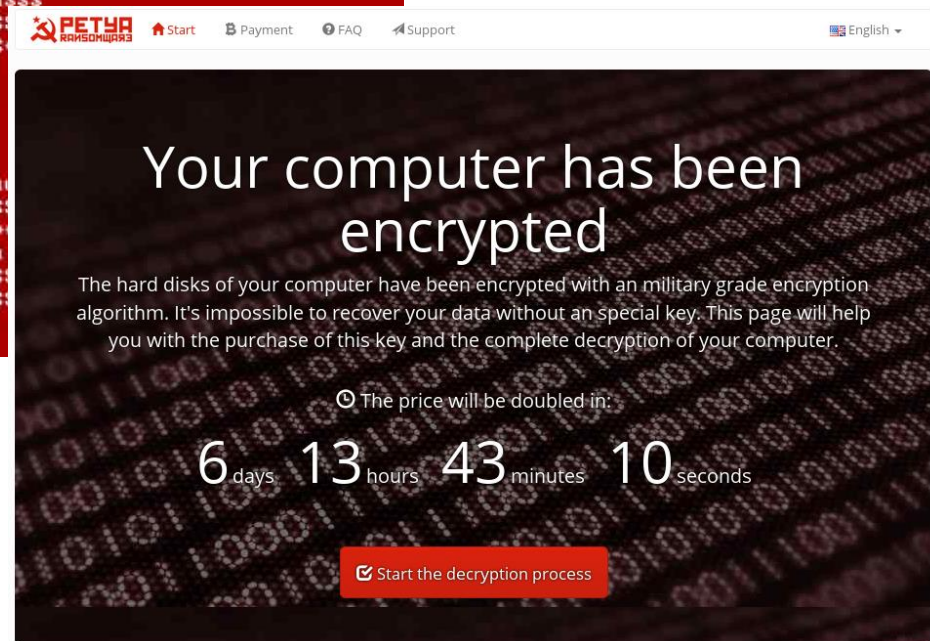 PETYA
RANSOMWARE
Start Payment FAQ Support English
Your computer has been
encrypted
The hard disks of your computer have been encrypted with an military grade encryption
algorithm. It's impossible to recover your data without an special key. This page will help
you with the purchase of this key and the complete decryption of your computer.
The price will be doubled in:
6 days 13 hours 43 minutes 10 seconds
Start the decryption process